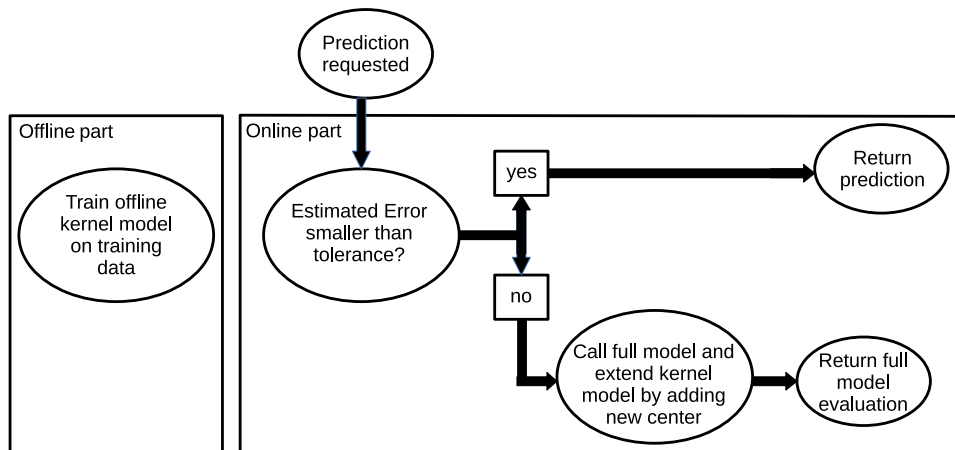 Prediction
requested
Offline part
Train offline
kernel model
on training
data
Online part
Estimated Error
smaller than
tolerance?
yes
Return
prediction
no
Call full model and
extend kernel
model by adding
new center
Return full
model
evaluation